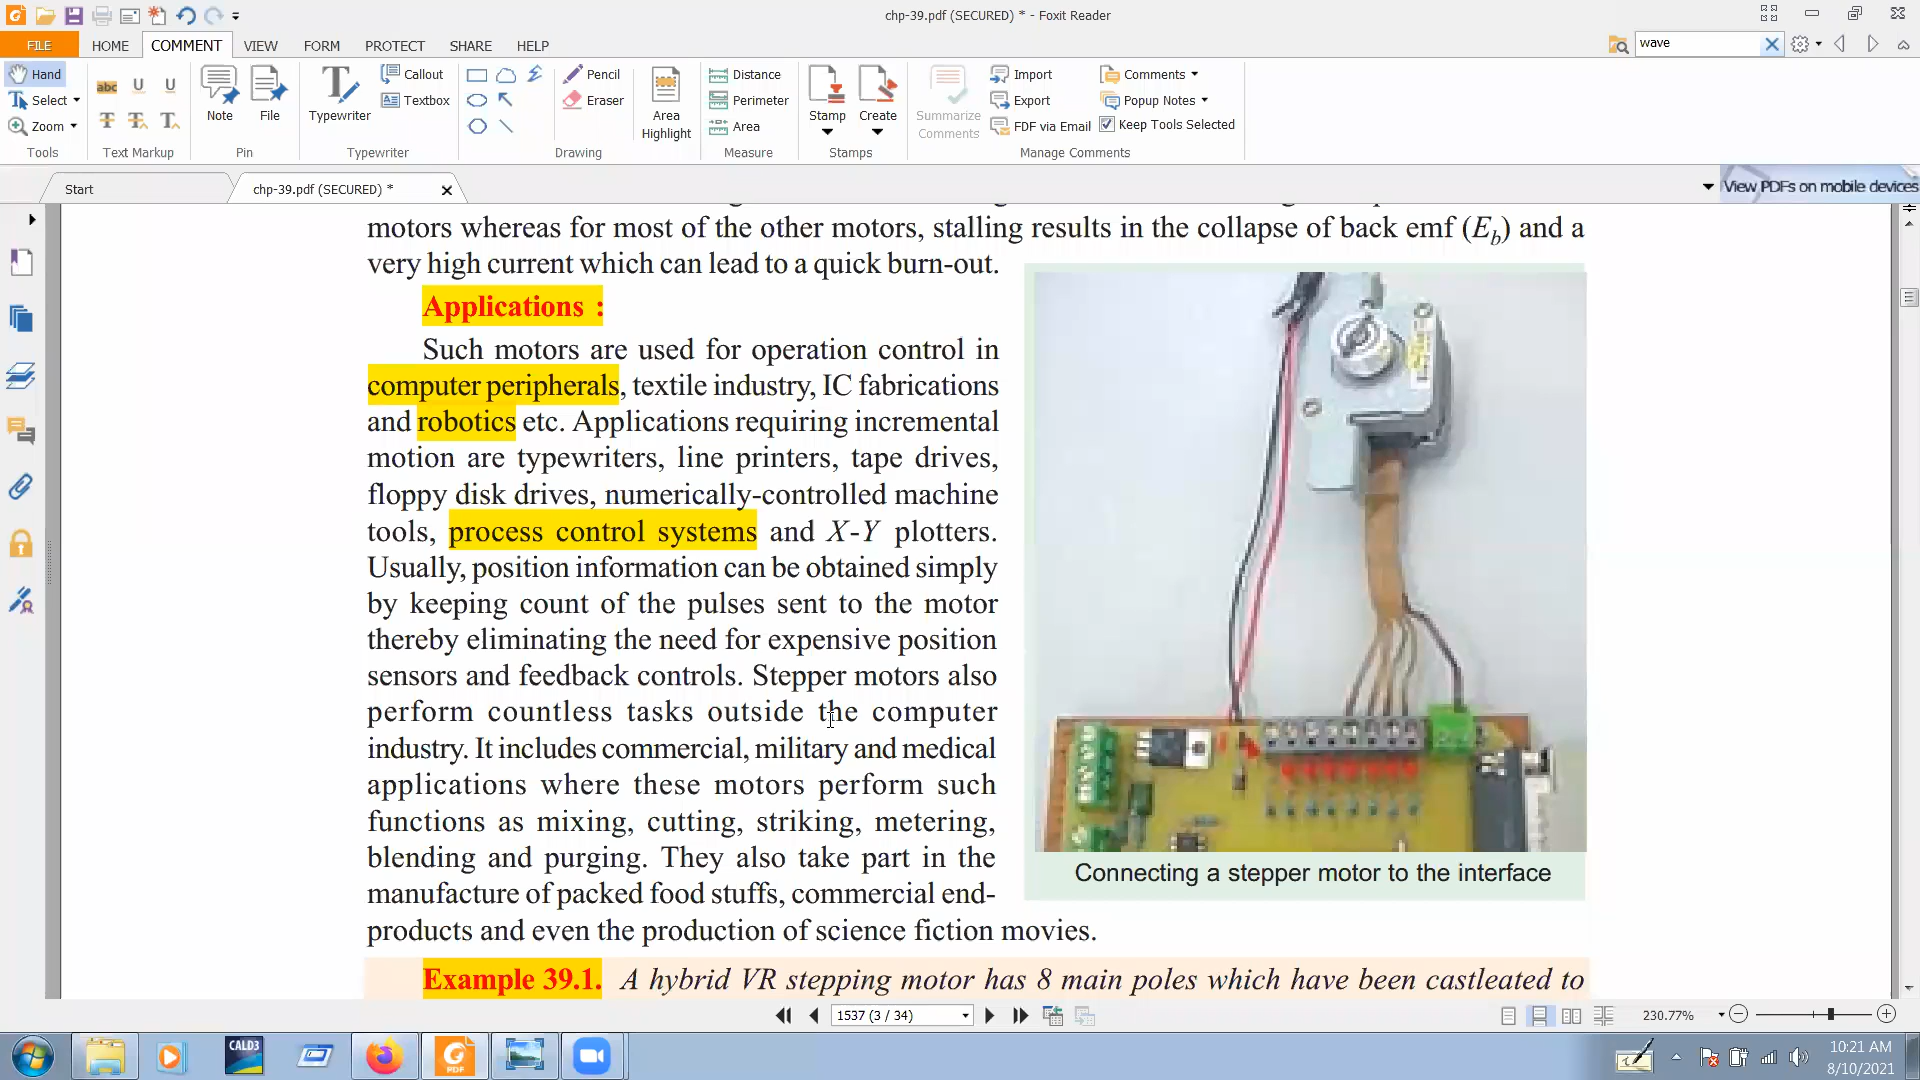 chp-39.pdf (SECURED) * - Foxit Reader
FILE HOME COMMENT VIEW FORM PROTECT SHARE HELP
wave
Hand
Select
Zoom
Tools
abc U U
T T T
Text Markup
Note
File
Pin
Typewriter
Callout
Textbox
Typewriter
Pencil
Eraser
Drawing
Area
Highlight
Distance
Perimeter
Area
Measure
Stamp
Create
Stamps
Summarize
Comments
Import
Export
FDF via Email
Comments
Popup Notes
Keep Tools Selected
Manage Comments
Start
chp-39.pdf (SECURED) *
View PDFs on mobile devices
motors whereas for most of the other motors, stalling results in the collapse of back emf (Eb) and a
very high current which can lead to a quick burn-out.
Applications :
Such motors are used for operation control in
computer peripherals, textile industry, IC fabrications
and robotics etc. Applications requiring incremental
motion are typewriters, line printers, tape drives,
floppy disk drives, numerically-controlled machine
tools, process control systems and X-Y plotters.
Usually, position information can be obtained simply
by keeping count of the pulses sent to the motor
thereby eliminating the need for expensive position
sensors and feedback controls. Stepper motors also
perform countless tasks outside the computer
industry. It includes commercial, military and medical
applications where these motors perform such
functions as mixing, cutting, striking, metering,
blending and purging. They also take part in the
manufacture of packed food stuffs, commercial end-
products and even the production of science fiction movies.
Connecting a stepper motor to the interface
Example 39.1. A hybrid VR stepping motor has 8 main poles which have been castleated to
1537 (3 / 34)
230.77%
CALD3
PDF
10:21 AM
8/10/2021